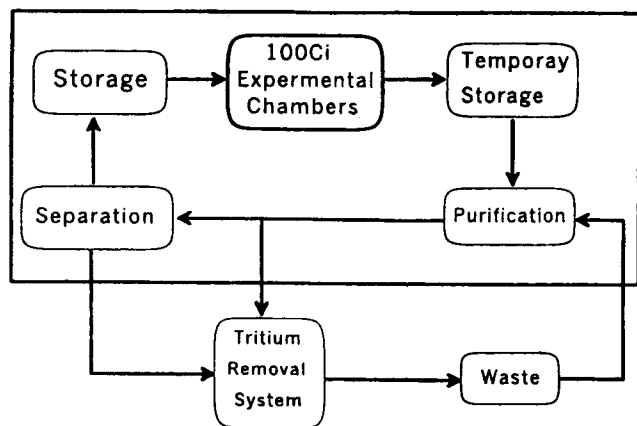 Storage
100Ci
Expermental
Chambers
Temporay
Storage
Separation
Purification
Tritium
Removal
System
Waste